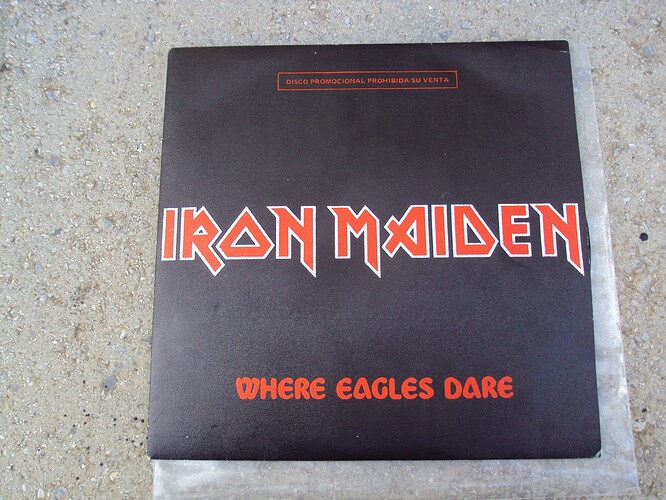 DISCO PROMOCIONAL PROHIBIDA SU VENTA
IRON MAIDEN
WHERE EAGLES DARE